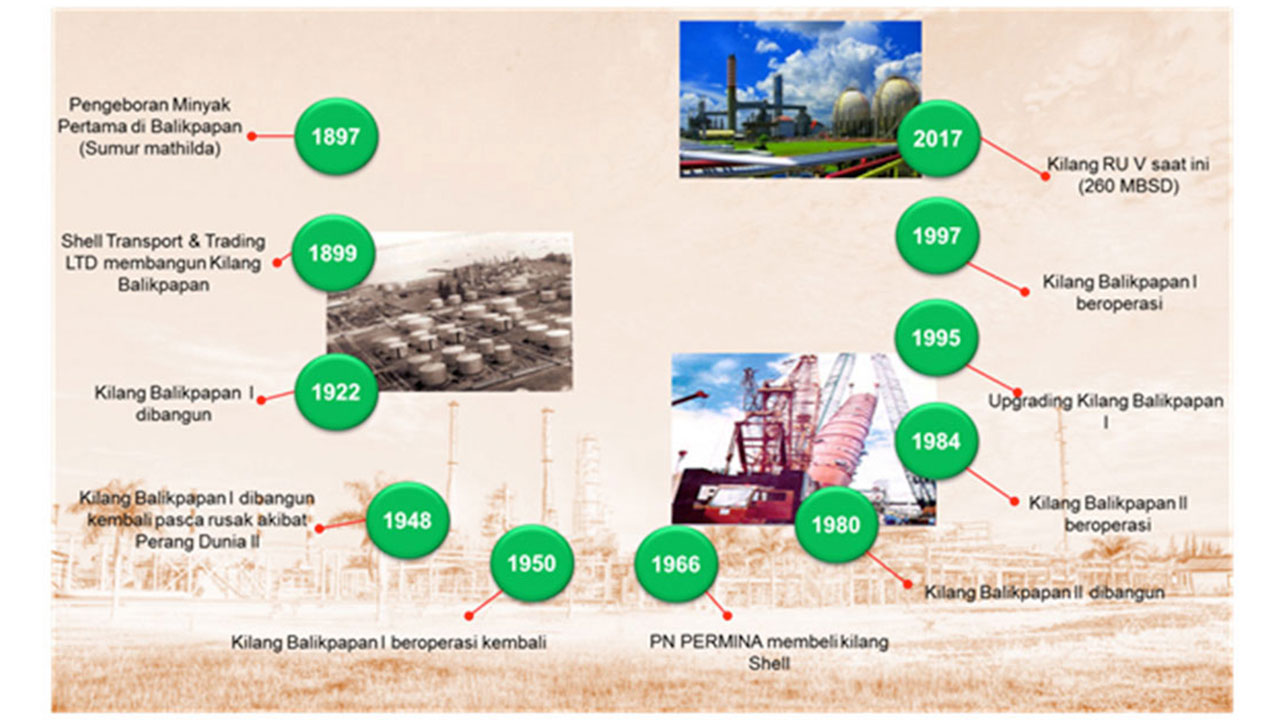 Pengeboran Minyak
Pertama di Balikpapan
(Sumur mathilda)
1897
Shell Transport & Trading
LTD membangun Kilang
Balikpapan
1899
Kilang Balikpapan I
dibangun
1922
Kilang Balikpapan I dibangun
kembali pasca rusak akibat
Perang Dunia II
1948
1950
Kilang Balikpapan I beroperasi kembali
1966
PN PERMINA membeli kilang
Shell
1980
Kilang Balikpapan II dibangun
1984
Kilang Balikpapan II
beroperasi
1995
Upgrading Kilang Balikpapan
I
1997
Kilang Balikpapan I
beroperasi
2017
Kilang RU V saat ini
(260 MBSD)